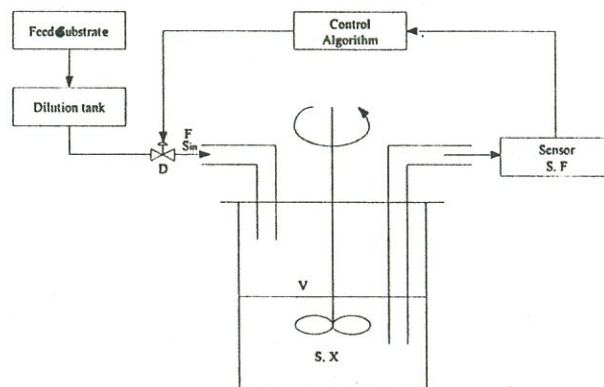 Feed Substrate
Control
Algorithm
Dilution tank
F
Sin
D
Sensor
S, F
V
S, X